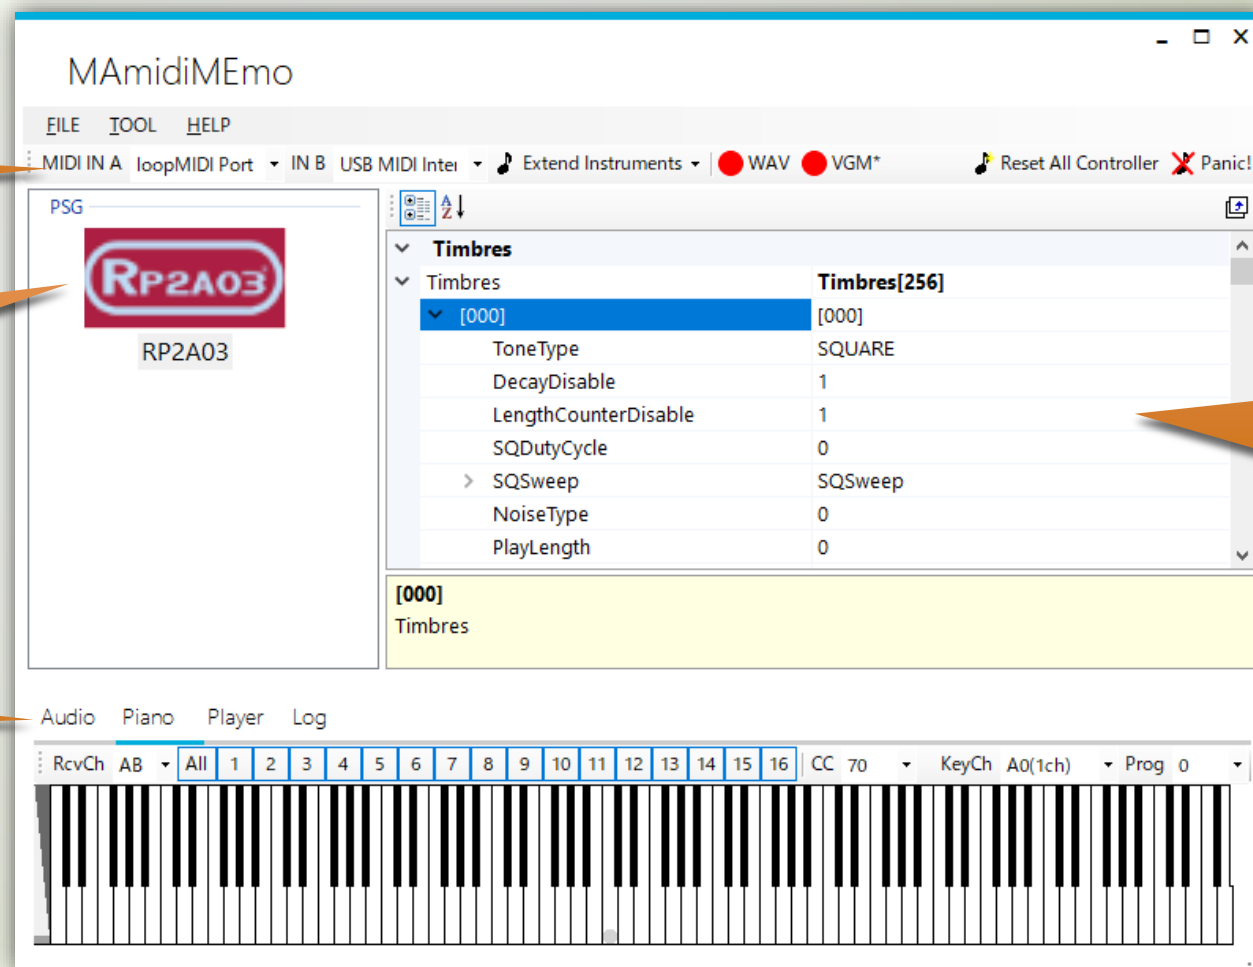 MAmidiMEmo
FILE TOOL HELP
MIDI IN A loopMIDI Port IN B USB MIDI Inter Extend Instruments WAV VGM* Reset All Controller Panic!
PSG
RP2A03
RP2A03
A
Z
Timbres
Timbres Timbres[256]
[000] [000]
ToneType SQUARE
DecayDisable 1
LengthCounterDisable 1
SQDutyCycle 0
SQSweep SQSweep
NoiseType 0
PlayLength 0
[000]
Timbres
Audio Piano Player Log
RcvCh AB All 1 2 3 4 5 6 7 8 9 10 11 12 13 14 15 16 CC 70 KeyCh A0(1ch) Prog 0